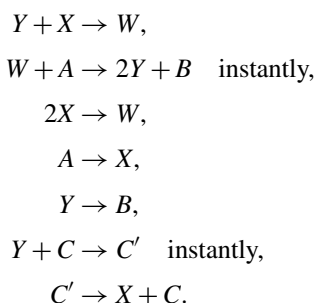 Y + X → W,
W + A → 2Y + B instantly,
2X → W,
A → X,
Y → B,
Y + C → C′ instantly,
C′ → X + C.